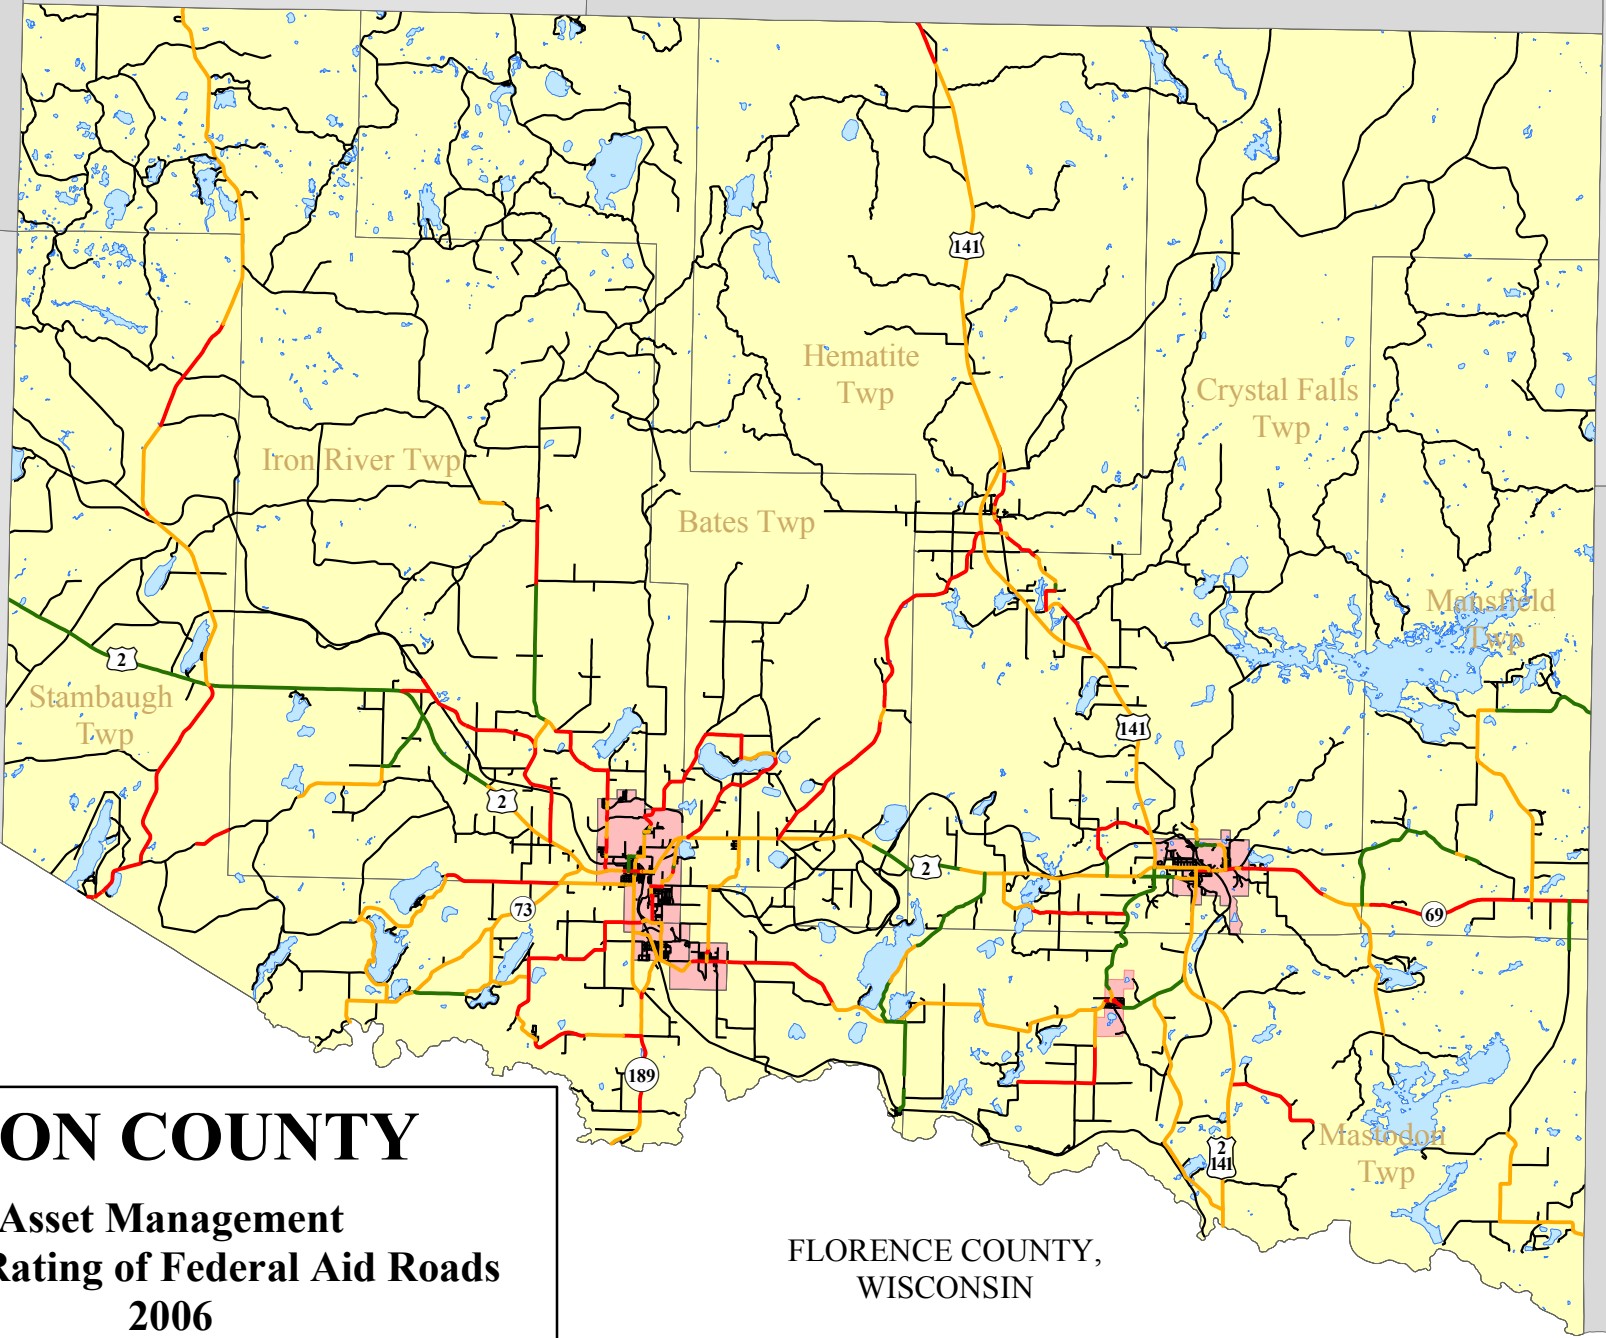 141
Hematite
Twp
Crystal Falls
Twp
Iron River Twp
Bates Twp
Mansfield
Twp
2
Stambaugh
Twp
141
2
2
73
69
189
2
141
Mastodon
Twp
ON COUNTY
Asset Management
Rating of Federal Aid Roads
2006
FLORENCE COUNTY,
WISCONSIN